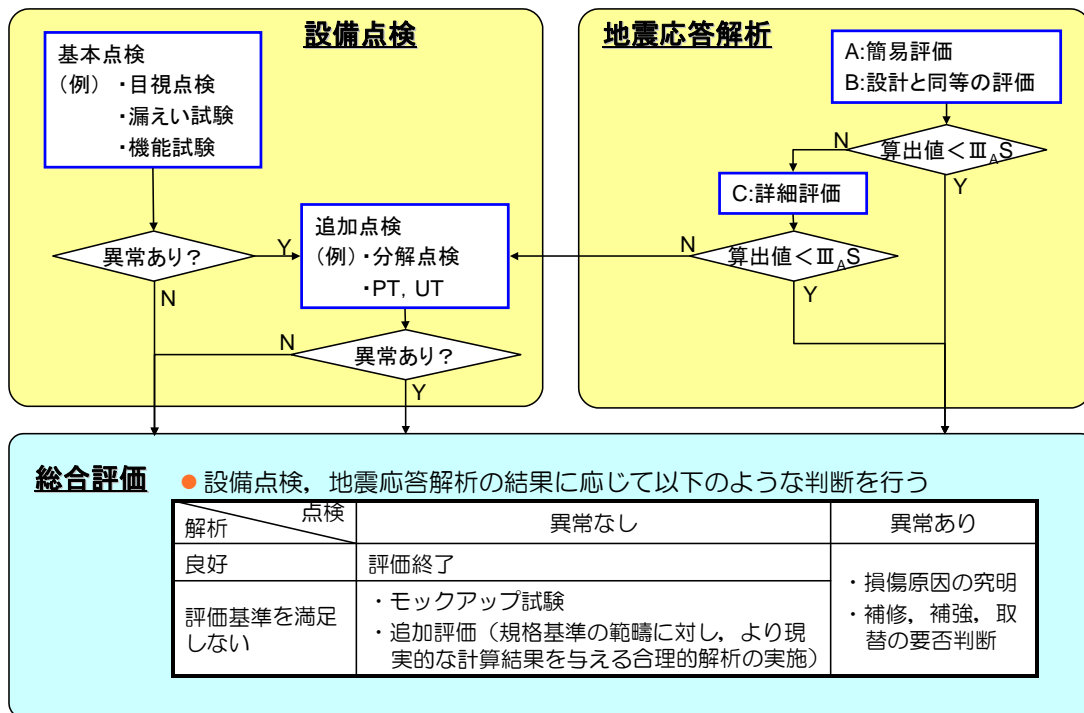 設備点検
基本点検
(例) ・目視点検
・漏えい試験
・機能試験
異常あり?
Y
N
追加点検
(例)・分解点検
・PT, UT
異常あり?
N
Y
地震応答解析
A:簡易評価
B:設計と同等の評価
算出値<ⅢAS
N
Y
C:詳細評価
算出値<ⅢAS
N
Y
総合評価
●設備点検，地震応答解析の結果に応じて以下のような判断を行う
点検
解析
異常なし
異常あり
良好
評価終了
評価基準を満足
しない
・モックアップ試験
・追加評価（規格基準の範疇に対し，より現
実的な計算結果を与える合理的解析の実施）
・損傷原因の究明
・補修，補強，取
替の要否判断